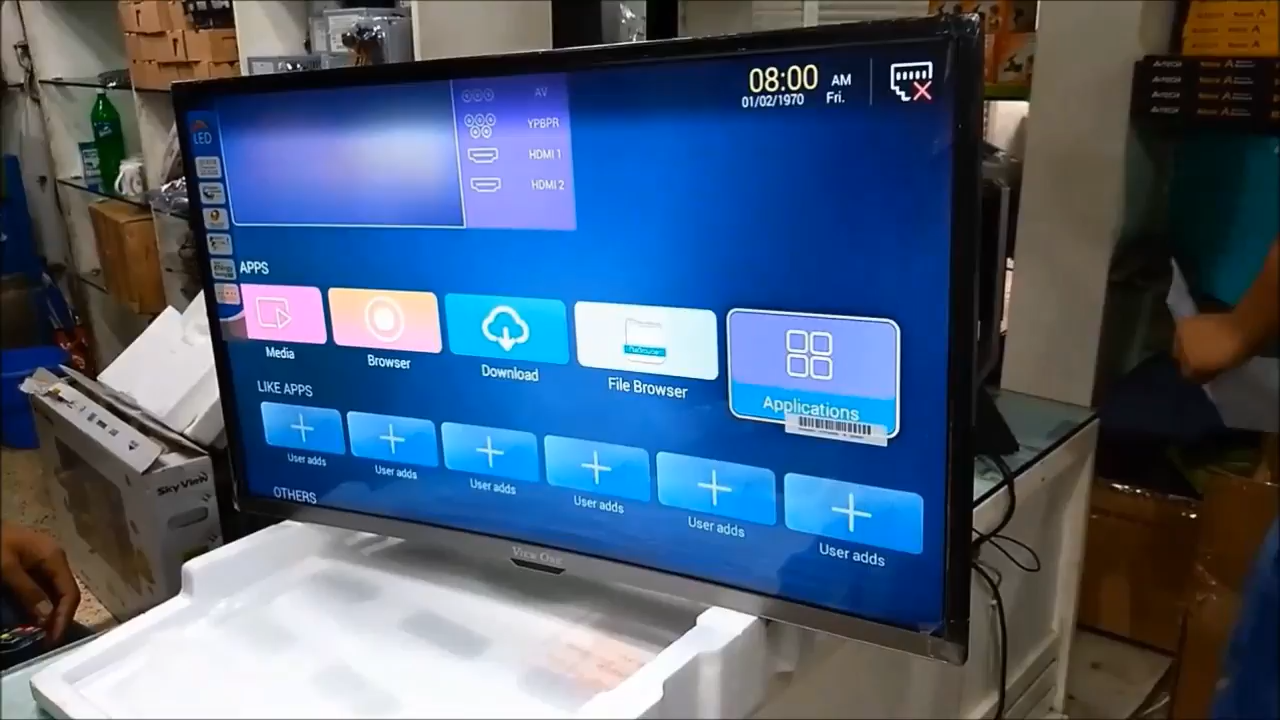 08:00 AM
01/02/1970 Fri.
AV
YPBPR
HDMI 1
HDMI 2
LED
APPS
Media
Browser
Download
File Browser
Applications
LIKE APPS
User adds
User adds
User adds
User adds
User adds
User adds
OTHERS
VIEW ONE
Sky View